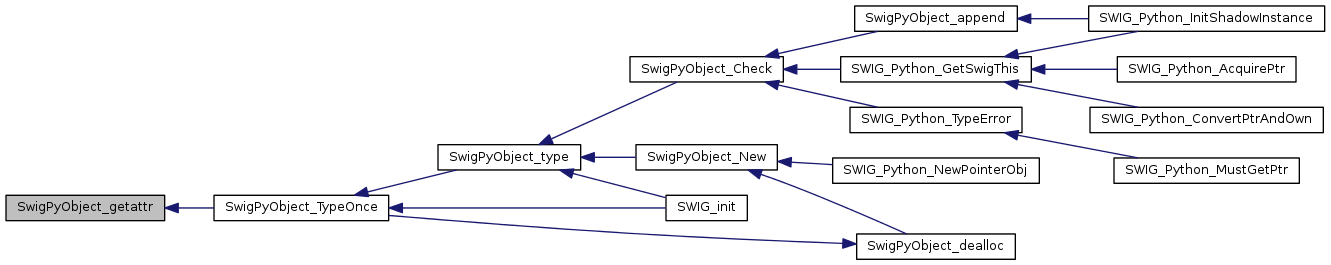 SwigPyObject_append
SWIG_Python_InitShadowInstance
SwigPyObject_Check
SWIG_Python_GetSwigThis
SWIG_Python_AcquirePtr
SWIG_Python_TypeError
SWIG_Python_ConvertPtrAndOwn
SwigPyObject_type
SwigPyObject_New
SWIG_Python_NewPointerObj
SWIG_Python_MustGetPtr
SwigPyObject_getattr
SwigPyObject_TypeOnce
SWIG_init
SwigPyObject_dealloc